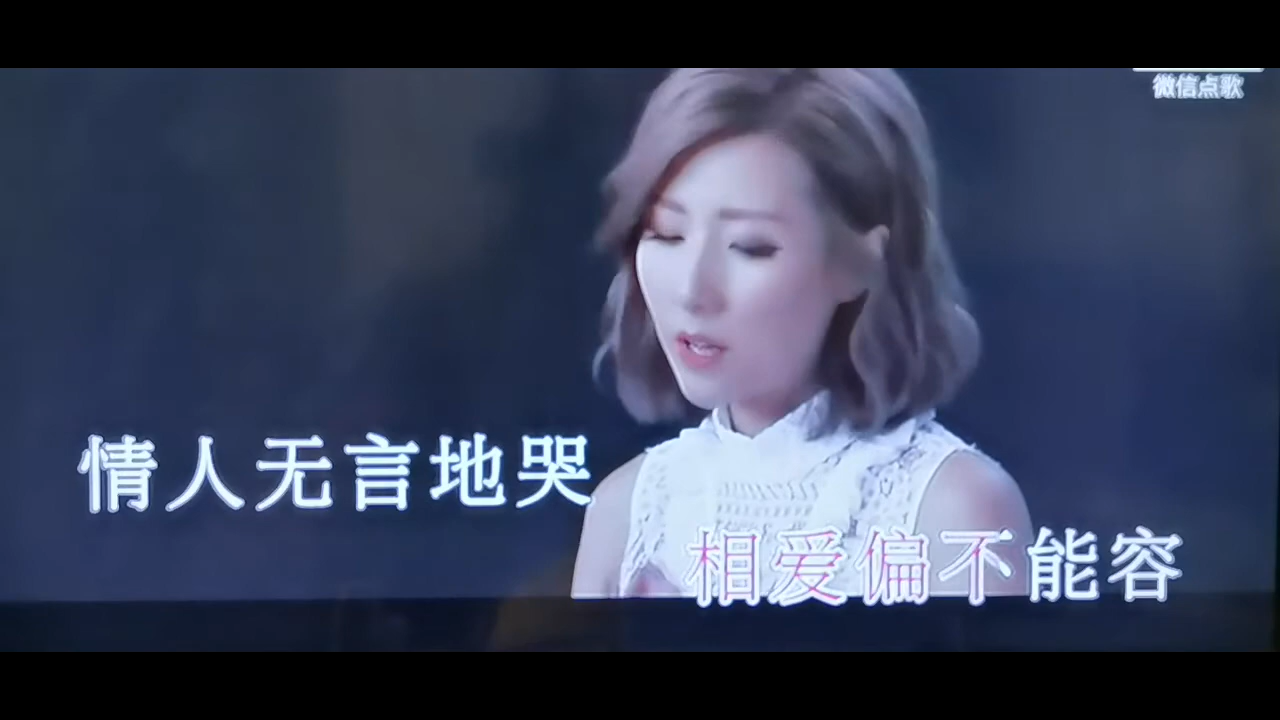 微信点歌
情人无言地哭
相爱偏不能容